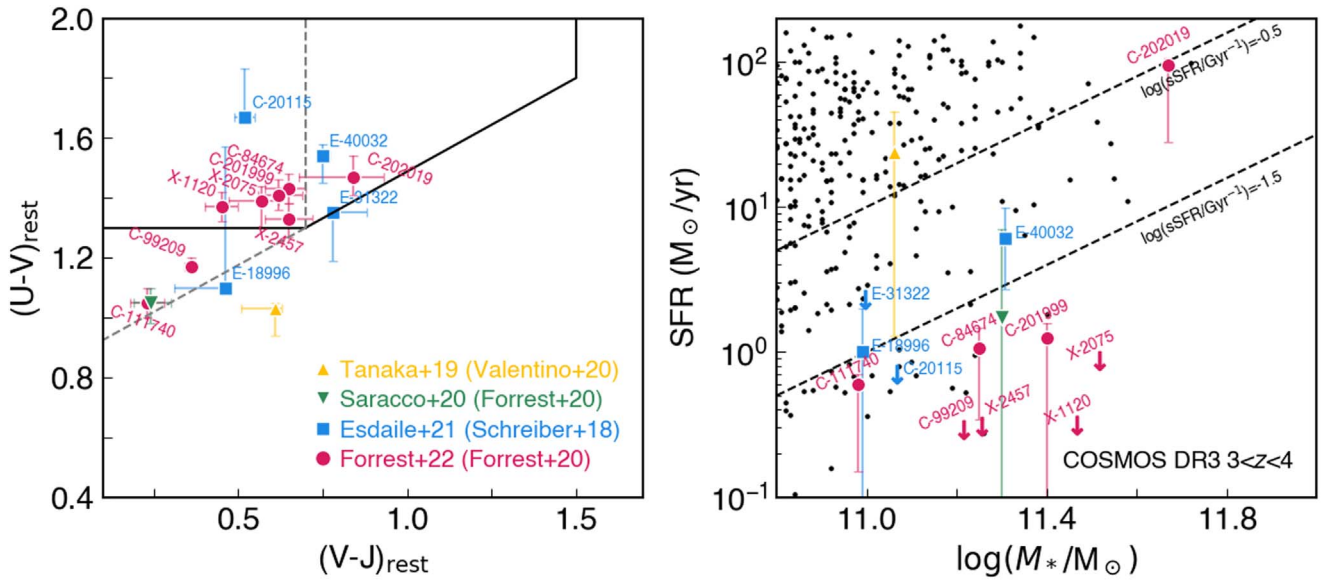 2.0
1.6
1.2
0.8
0.4
(U-V)rest
0.5
1.0
1.5
(V-J)rest
C-20115
E-40032
C-84674
C-201999
X-2075
X-1120
C-202019
E-31322
X-2457
C-99209
E-18996
C-111740
Tanaka+19 (Valentino+20)
Saracco+20 (Forrest+20)
Esdaile+21 (Schreiber+18)
Forrest+22 (Forrest+20)
10²
10¹
10⁰
10⁻¹
SFR (M⊙/yr)
11.0
11.4
11.8
log(M*/M⊙)
C-202019
log(sSFR/Gyr⁻¹)=-0.5
log(sSFR/Gyr⁻¹)=-1.5
E-40032
E-31322
C-84674
C-201999
E-18996
X-2075
C-111740
C-20115
C-99209
X-2457
X-1120
COSMOS DR3 3<z<4